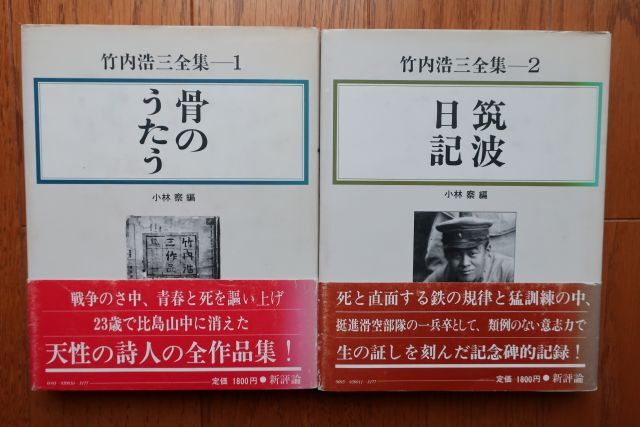 竹内浩三全集―1
骨の
うたう
小林 察 編
竹内浩
三作品
戦争のさ中、青春と死を謳い上げ
23歳で比島山中に消えた
天性の詩人の全作品集！
定価 1800円●新評論
竹内浩三全集―2
筑波
日記
小林 察 編
死と直面する鉄の規律と猛訓練の中、
挺進滑空部隊の一兵卒として、類例のない意志力で
生の証しを刻んだ記念碑的記録！
定価 1800円●新評論